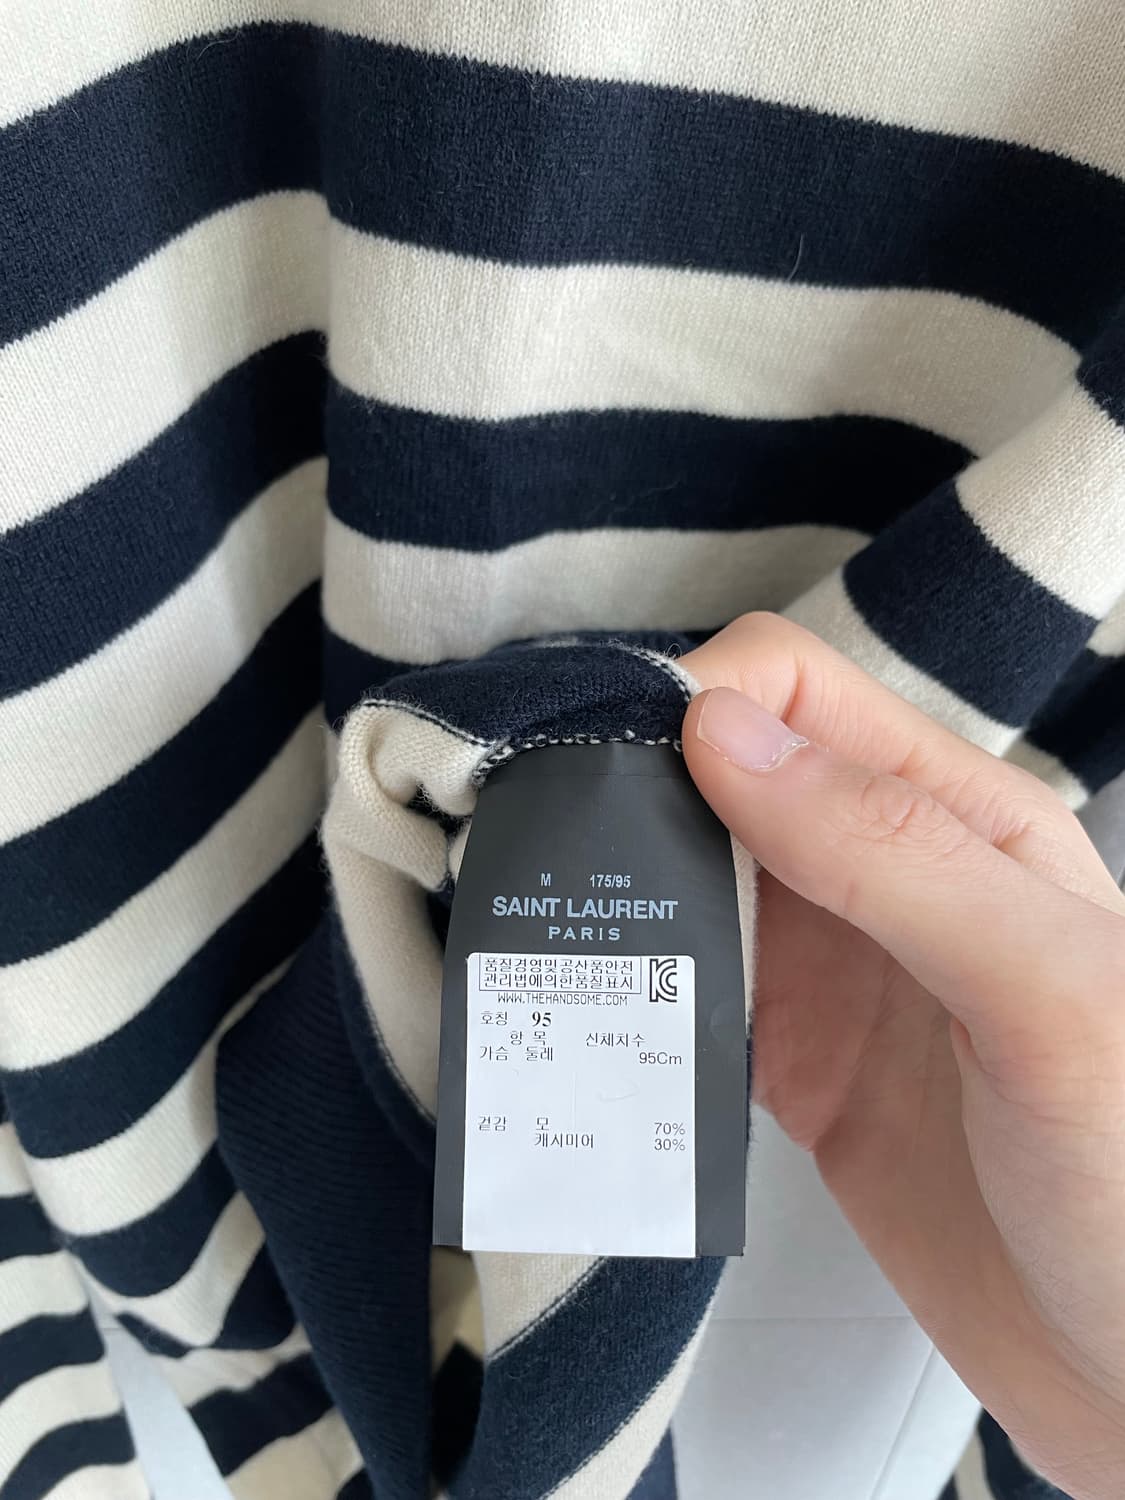 M 175/95
SAINT LAURENT
PARIS
품질경영및공산품안전
관리법에의한품질표시
WWW.THEHANDSOME.COM
호칭 95
항 목 신체치수
가슴 둘레 95Cm
겉감 모 70%
캐시미어 30%